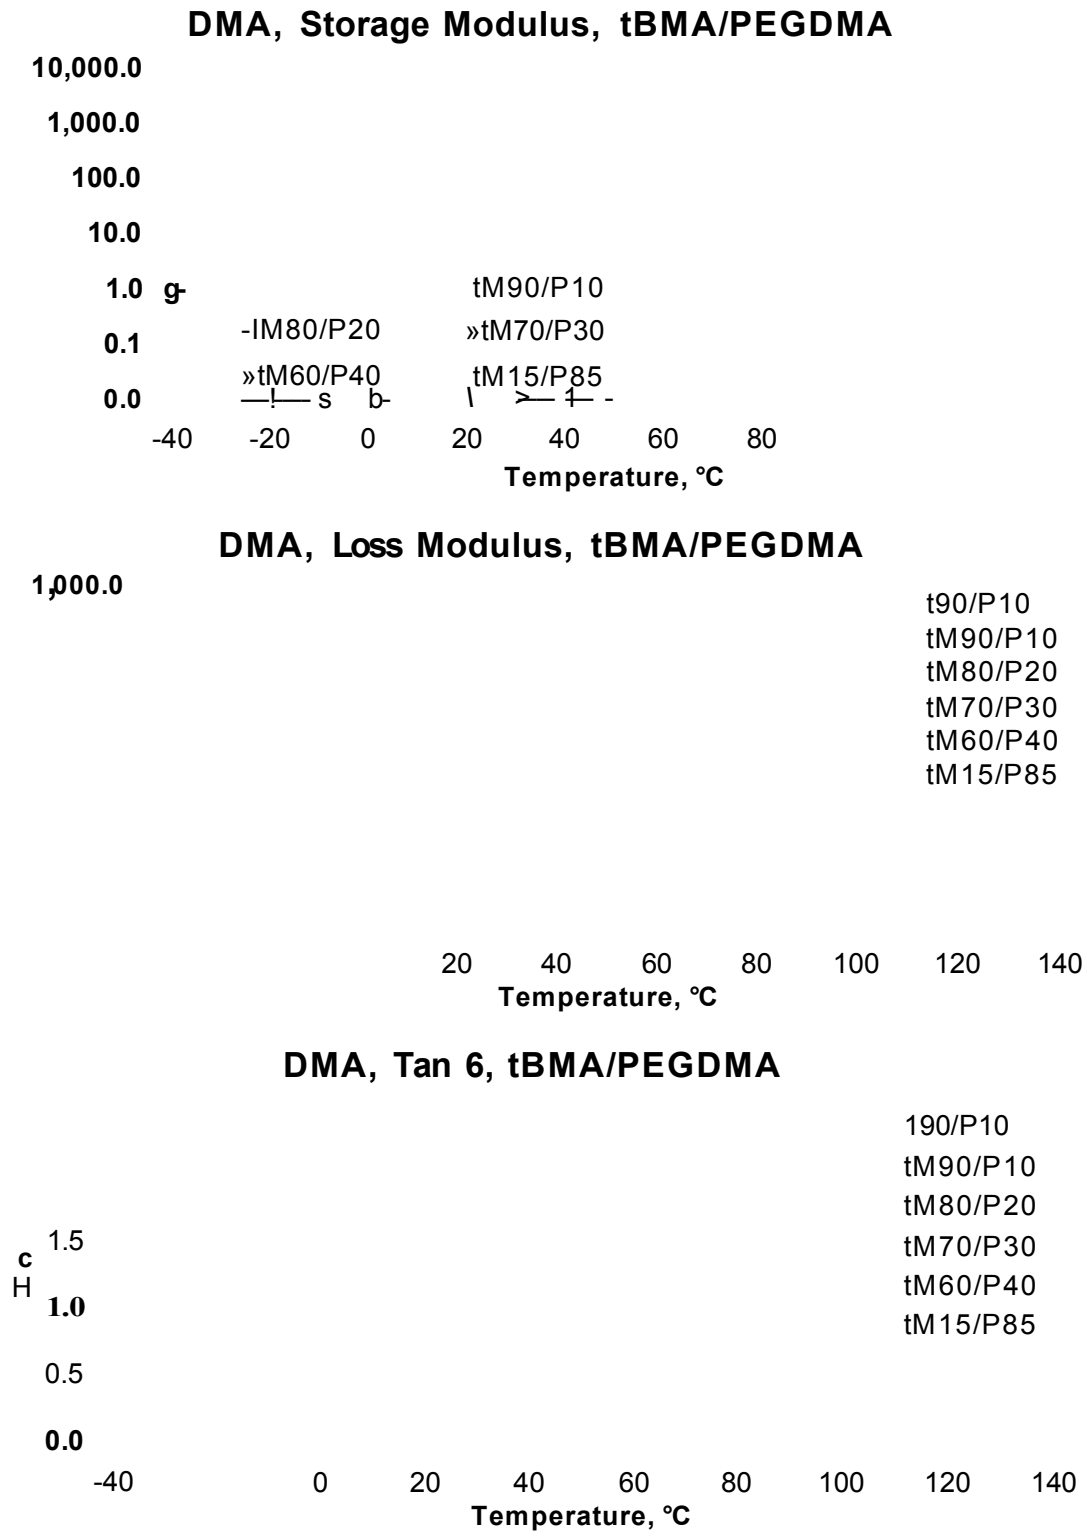 DMA, Storage Modulus, tBMA/PEGDMA
10,000.0
1,000.0
100.0
10.0
1.0 g- tM90/P10
-IM80/P20 »tM70/P30
0.1
»tM60/P40 tM15/P85
0.0 —!—– s b- \ >— 1— -
-40 -20 0 20 40 60 80
Temperature, °C
DMA, Loss Modulus, tBMA/PEGDMA
1,000.0
t90/P10
tM90/P10
tM80/P20
tM70/P30
tM60/P40
tM15/P85
20 40 60 80 100 120 140
Temperature, °C
DMA, Tan 6, tBMA/PEGDMA
190/P10
tM90/P10
tM80/P20
1.5 tM70/P30
c
H
tM60/P40
1.0
tM15/P85
0.5
0.0
-40 0 20 40 60 80 100 120 140
Temperature, °C